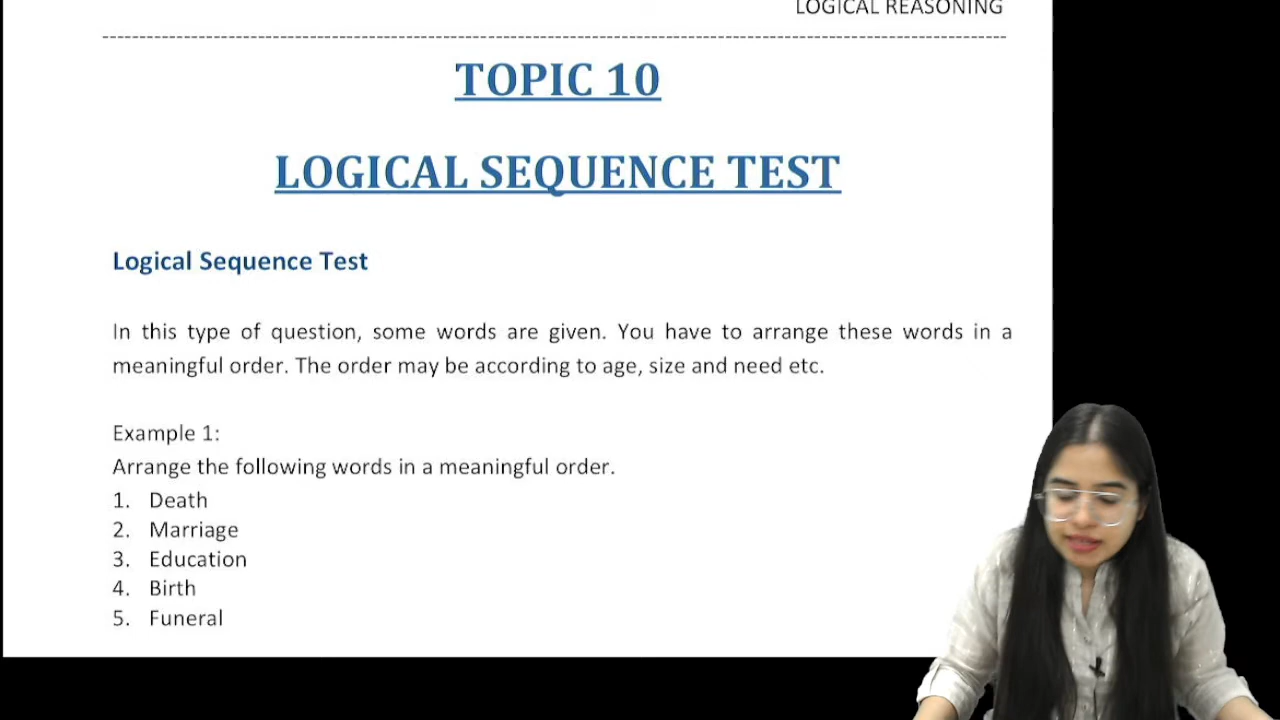 LOGICAL REASONING
TOPIC 10
LOGICAL SEQUENCE TEST
Logical Sequence Test
In this type of question, some words are given. You have to arrange these words in a
meaningful order. The order may be according to age, size and need etc.
Example 1:
Arrange the following words in a meaningful order.
1. Death
2. Marriage
3. Education
4. Birth
5. Funeral